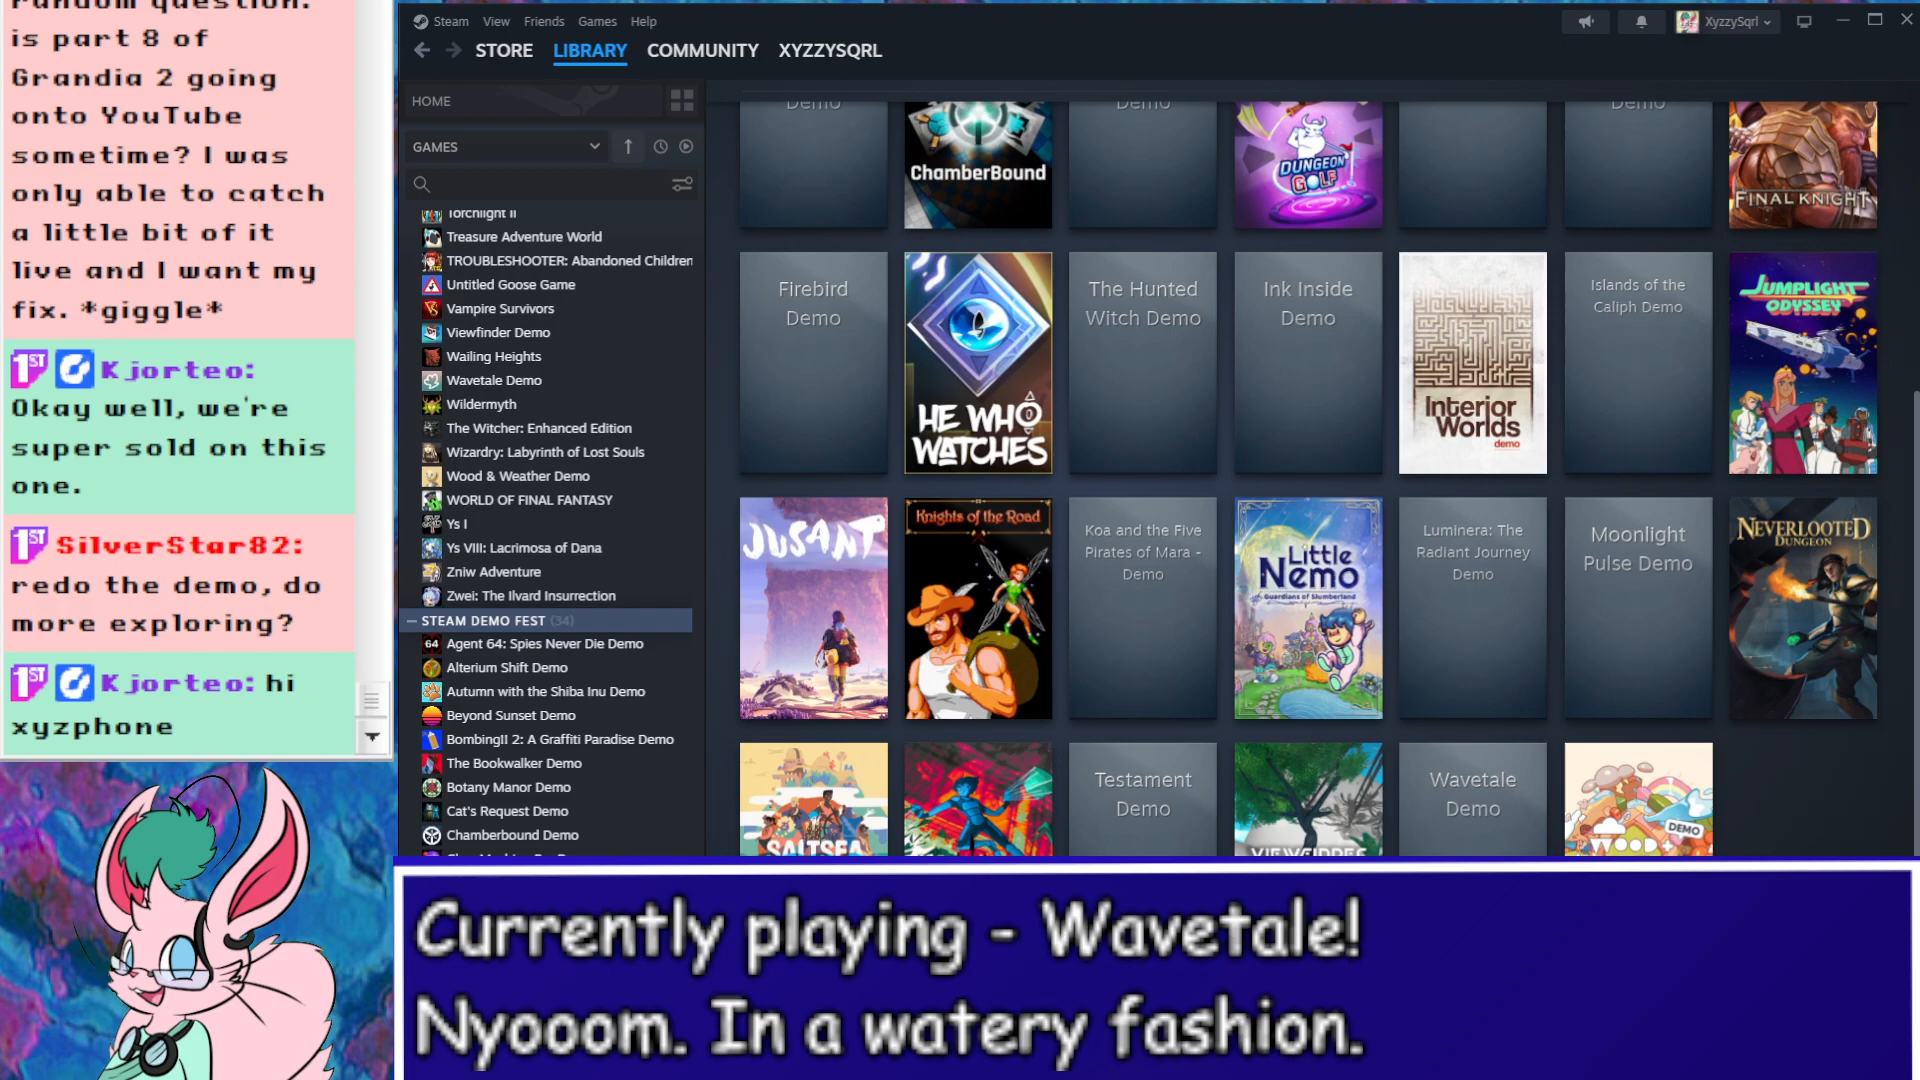 random question.
is part 8 of
Grandia 2 going
onto YouTube
sometime? I was
only able to catch
a little bit of it
live and I want my
fix. *giggle*
1ST Kjorteo:
Okay well, we're
super sold on this
one.
1ST SilverStar82:
redo the demo, do
more exploring?
1ST Kjorteo: hi
xyzphone
Steam View Friends Games Help
XyzzySqrl
STORE LIBRARY COMMUNITY XYZZYSQRL
HOME
GAMES
Torchlight II
Treasure Adventure World
TROUBLESHOOTER: Abandoned Children
Untitled Goose Game
Vampire Survivors
Viewfinder Demo
Wailing Heights
Wavetale Demo
Wildermyth
The Witcher: Enhanced Edition
Wizardry: Labyrinth of Lost Souls
Wood & Weather Demo
WORLD OF FINAL FANTASY
Ys I
Ys VIII: Lacrimosa of Dana
Zniw Adventure
Zwei: The Ilvard Insurrection
STEAM DEMO FEST (34)
64 Agent 64: Spies Never Die Demo
Alterium Shift Demo
Autumn with the Shiba Inu Demo
Beyond Sunset Demo
Bombing!! 2: A Graffiti Paradise Demo
The Bookwalker Demo
Botany Manor Demo
Cat's Request Demo
Chamberbound Demo
Demo
ChamberBound
Demo
DUNGEON
GOLF
Demo
FINAL KNIGHT
Firebird
Demo
HE WHO
WATCHES
The Hunted
Witch Demo
Ink Inside
Demo
Interior
Worlds
demo
Islands of the
Caliph Demo
JUMPLIGHT
ODYSSEY
JUSANT
Knights of the Road
Koa and the Five
Pirates of Mara -
Demo
Little
Nemo
Guardians of Slumberland
Luminera: The
Radiant Journey
Demo
Moonlight
Pulse Demo
NEVERLOOTED
DUNGEON
SALTSEA
Testament
Demo
VIEWFINDER
Wavetale
Demo
DEMO
WOOD +
Currently playing - Wavetale!
Nyooom. In a watery fashion.